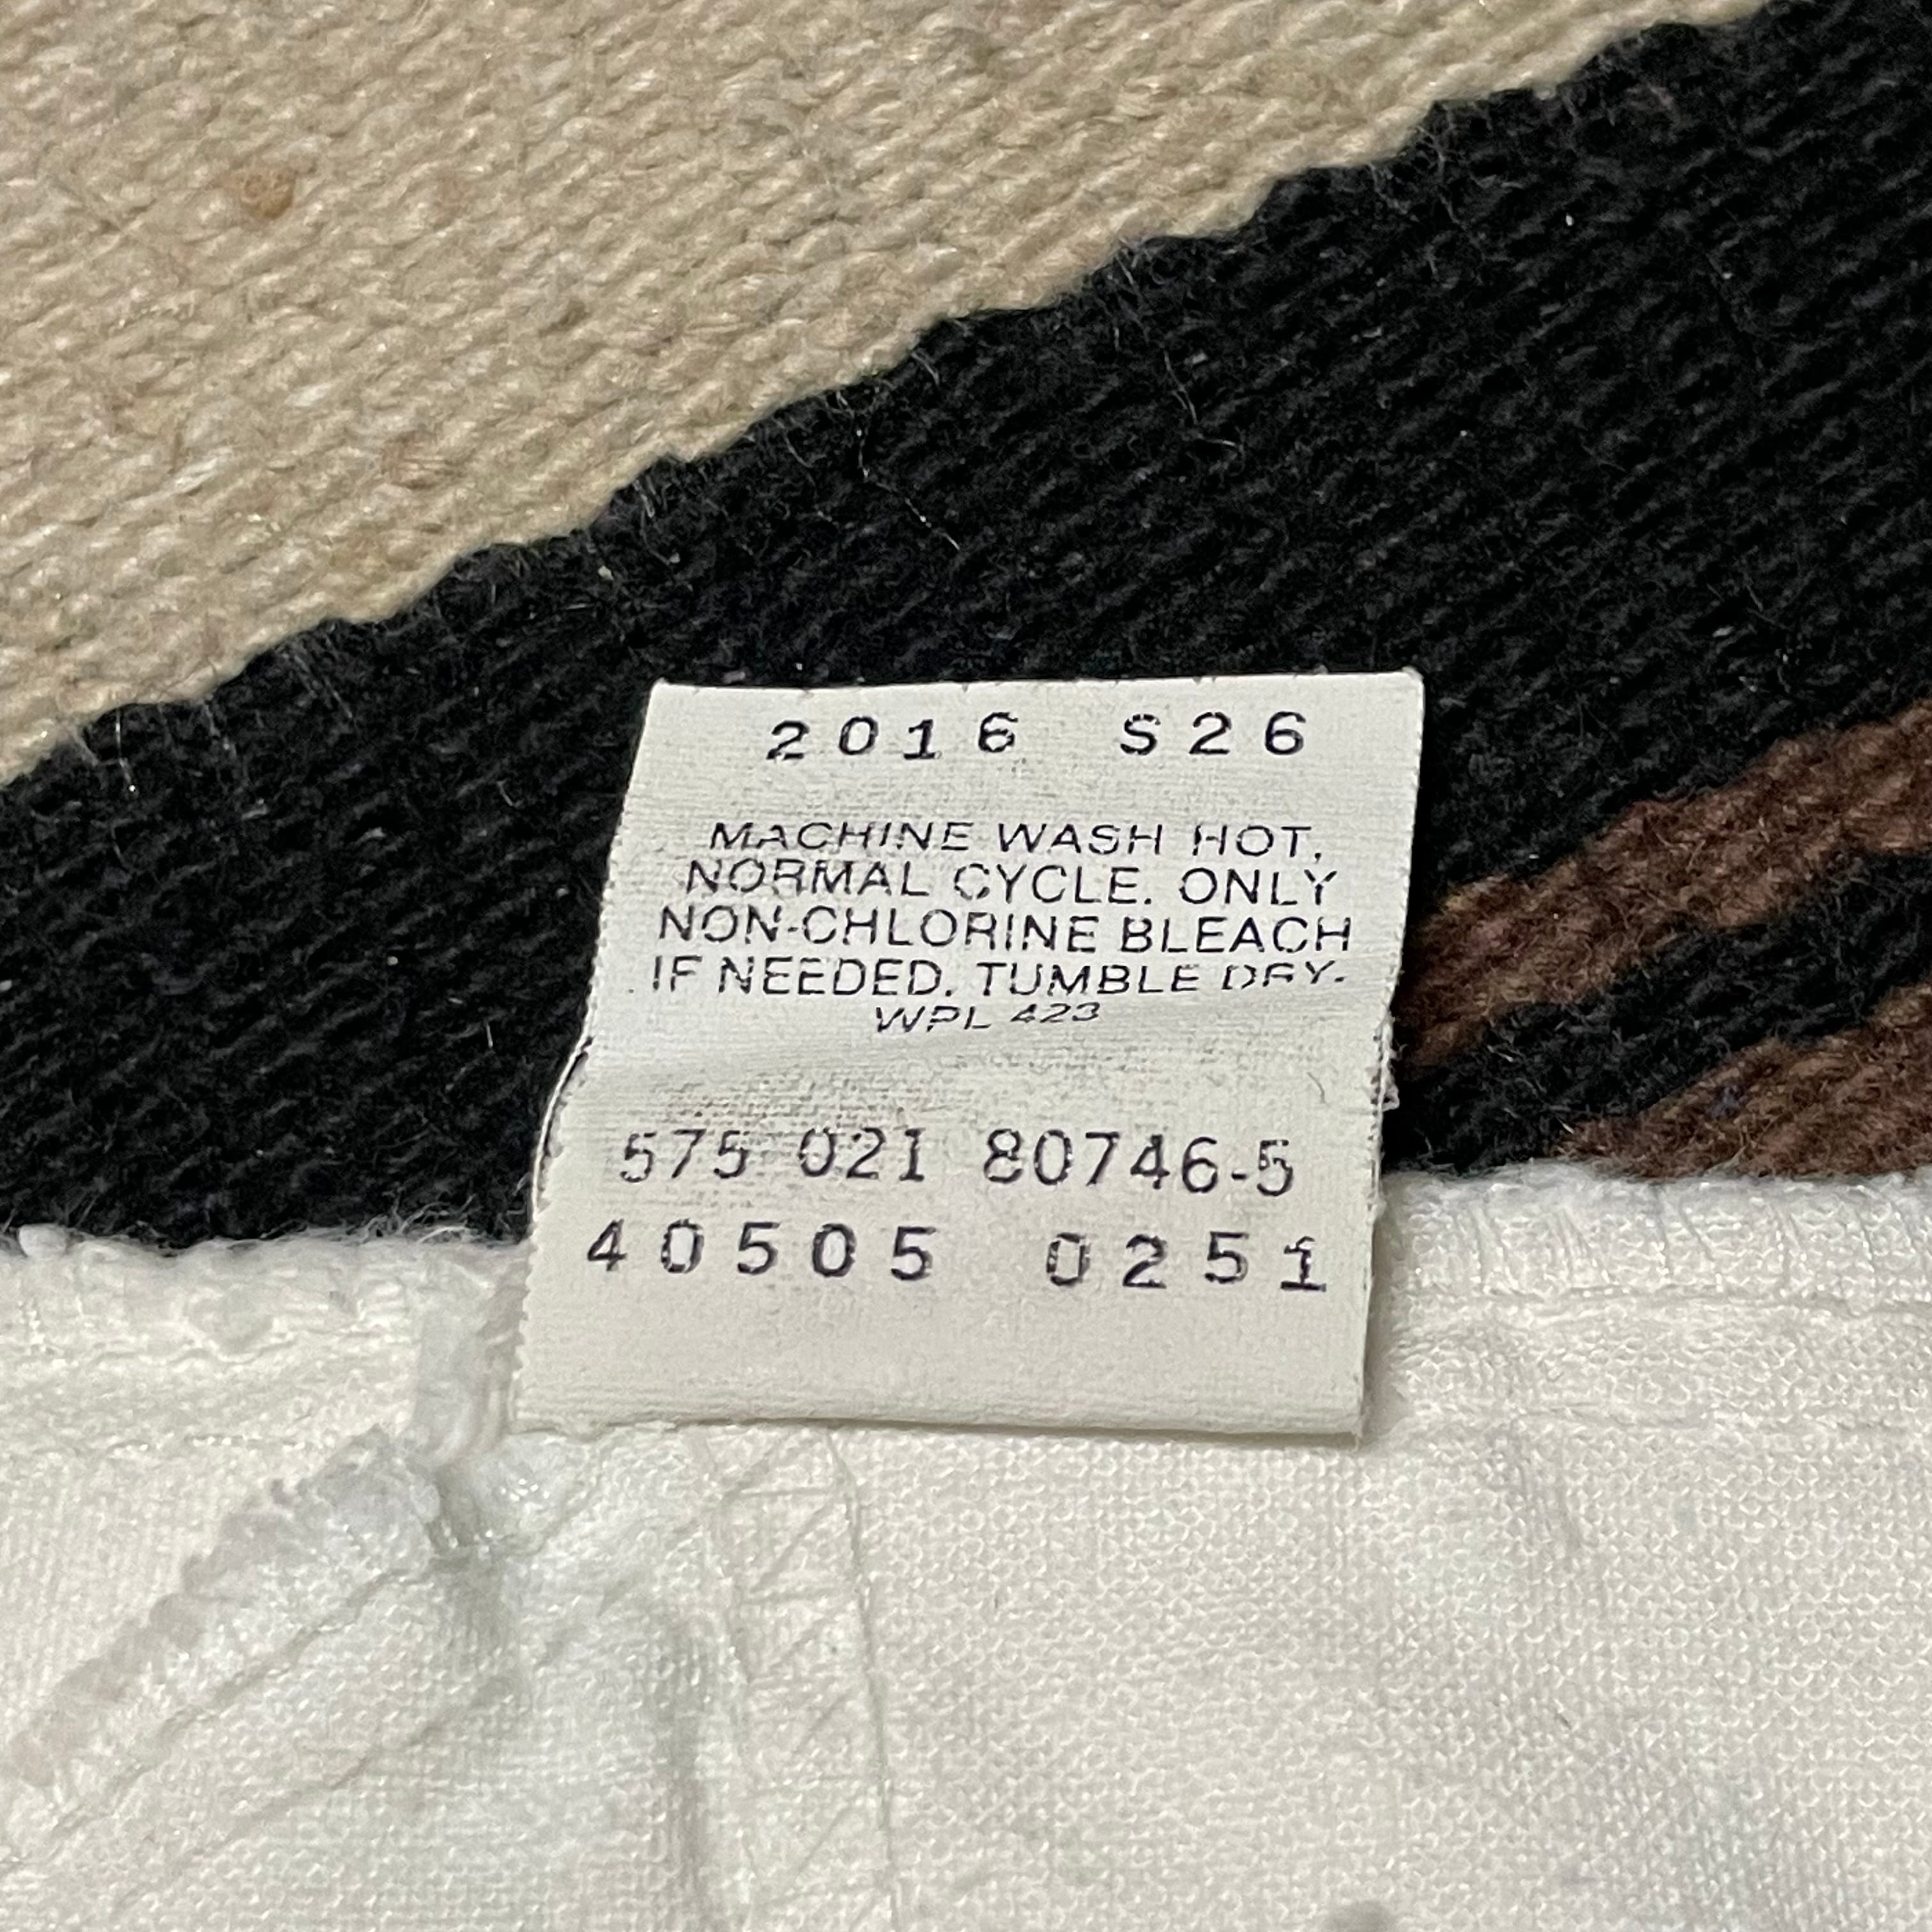 2016 S26
MACHINE WASH HOT,
NORMAL CYCLE. ONLY
NON-CHLORINE BLEACH
IF NEEDED. TUMBLE DRY.
WPL 423
575 021 80746-5
40505 0251